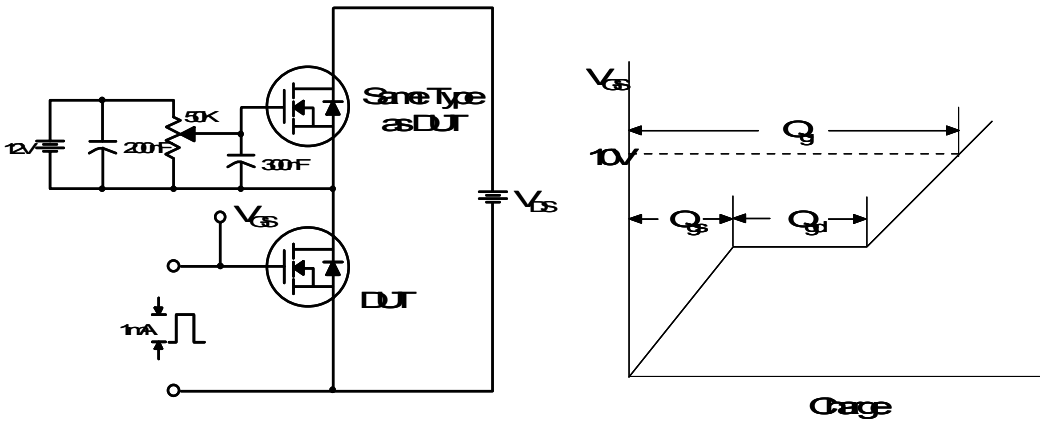 50K
Same Type
as DUT
12V
200nF
300nF
VGS
VDS
DUT
1mA
VGS
Qg
10V
Qgs
Qgd
Charge